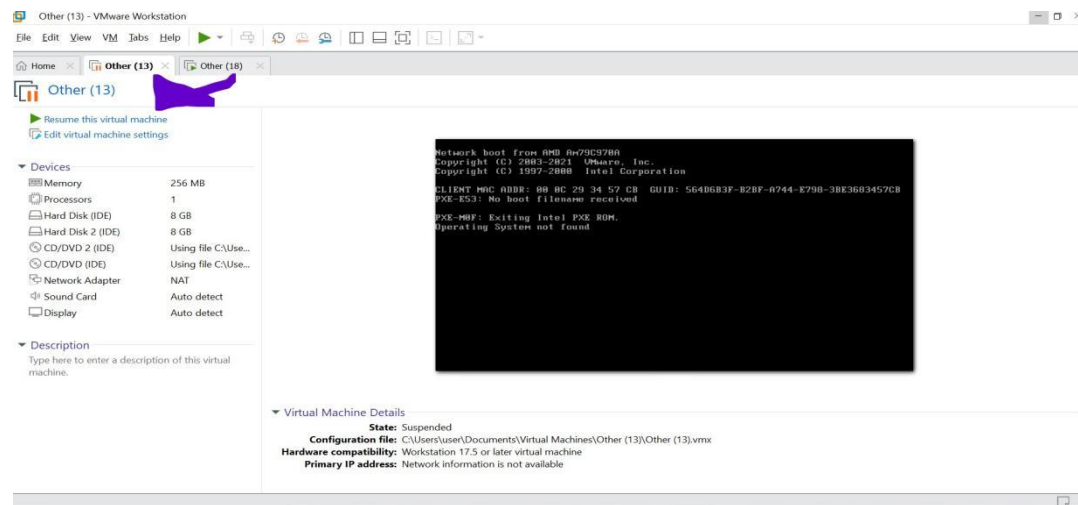 Other (13) - VMware Workstation
File Edit View VM Tabs Help
Home Other (13) Other (18)
Other (13)
Resume this virtual machine
Edit virtual machine settings
Devices
Memory 256 MB
Processors 1
Hard Disk (IDE) 8 GB
Hard Disk 2 (IDE) 8 GB
CD/DVD 2 (IDE) Using file C:\Use...
CD/DVD (IDE) Using file C:\Use...
Network Adapter NAT
Sound Card Auto detect
Display Auto detect
Description
Type here to enter a description of this virtual
machine.
Network boot from AMD Am79C970A
Copyright (C) 2003-2021 VMware, Inc.
Copyright (C) 1997-2000 Intel Corporation
CLIENT MAC ADDR: 00 0C 29 34 57 CB GUID: 564D6B3F-B2BF-A744-E798-3BE3683457CB
PXE-E53: No boot filename received
PXE-M0F: Exiting Intel PXE ROM.
Operating System not found
Virtual Machine Details
State: Suspended
Configuration file: C:\Users\user\Documents\Virtual Machines\Other (13)\Other (13).vmx
Hardware compatibility: Workstation 17.5 or later virtual machine
Primary IP address: Network information is not available